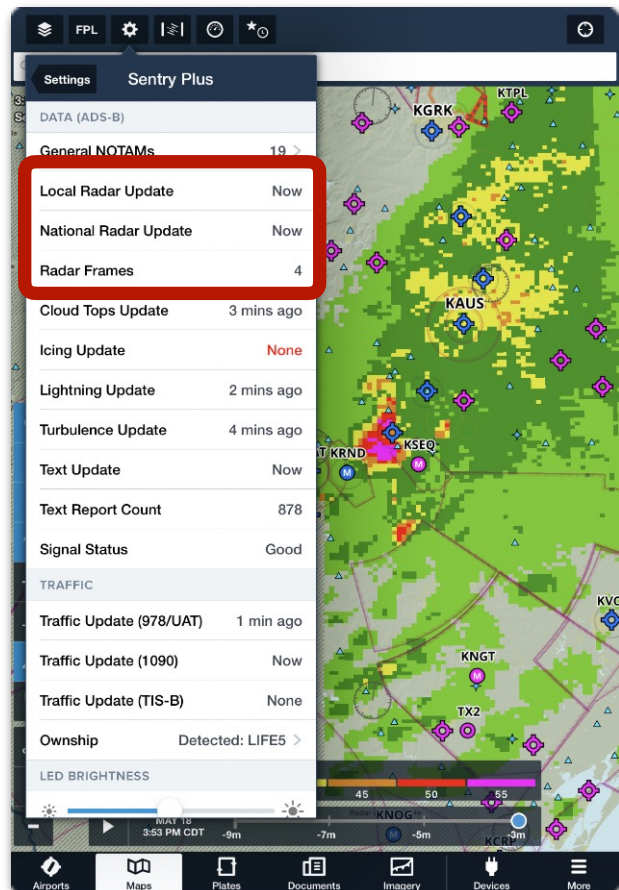 FPL
Settings
Sentry Plus
DATA (ADS-B)
General NOTAMs 19
Local Radar Update Now
National Radar Update Now
Radar Frames 4
Cloud Tops Update 3 mins ago
Icing Update None
Lightning Update 2 mins ago
Turbulence Update 4 mins ago
Text Update Now
Text Report Count 878
Signal Status Good
TRAFFIC
Traffic Update (978/UAT) 1 min ago
Traffic Update (1090) Now
Traffic Update (TIS-B) None
Ownship Detected: LIFE5
LED BRIGHTNESS
KTPL
KGRK
KAUS
KRND
KSEQ
M
M
KNGT
M
TX2
45 50 55
KNOG
M
KCRP
MAY 18
3:53 PM CDT
-9m -7m -5m -3m
Airports Maps Plates Documents Imagery Devices More